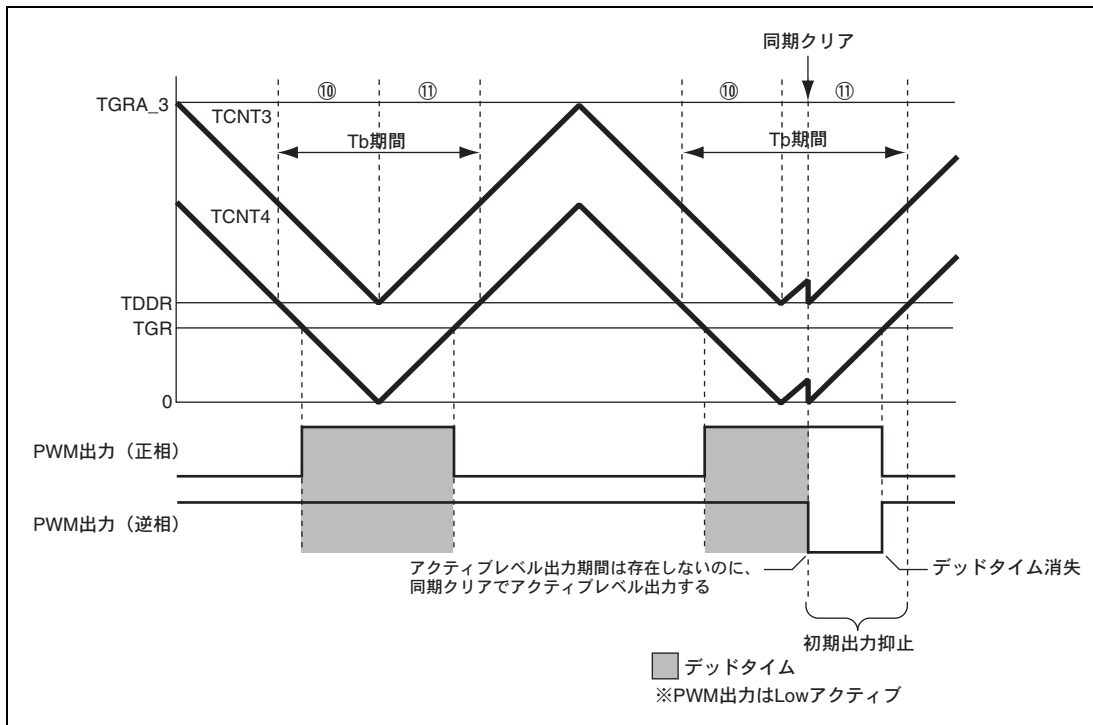 同期クリア
⑩ ⑪ ⑩ ⑪
TGRA_3
TCNT3
Tb期間 Tb期間
TCNT4
TDDR
TGR
0
PWM出力（正相）
PWM出力（逆相）
アクティブレベル出力期間は存在しないのに、
同期クリアでアクティブレベル出力する
デッドタイム消失
初期出力抑止
デッドタイム
※PWM出力はLowアクティブ